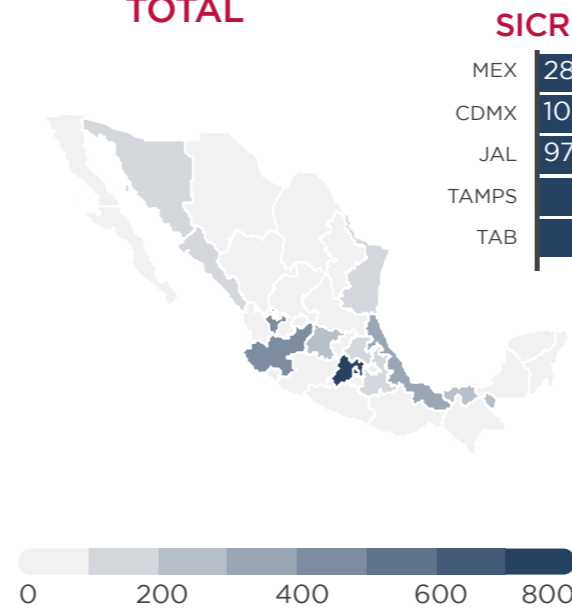 TOTAL
SICR
MEX 28
CDMX 10
JAL 97
TAMPS
TAB
0 200 400 600 800